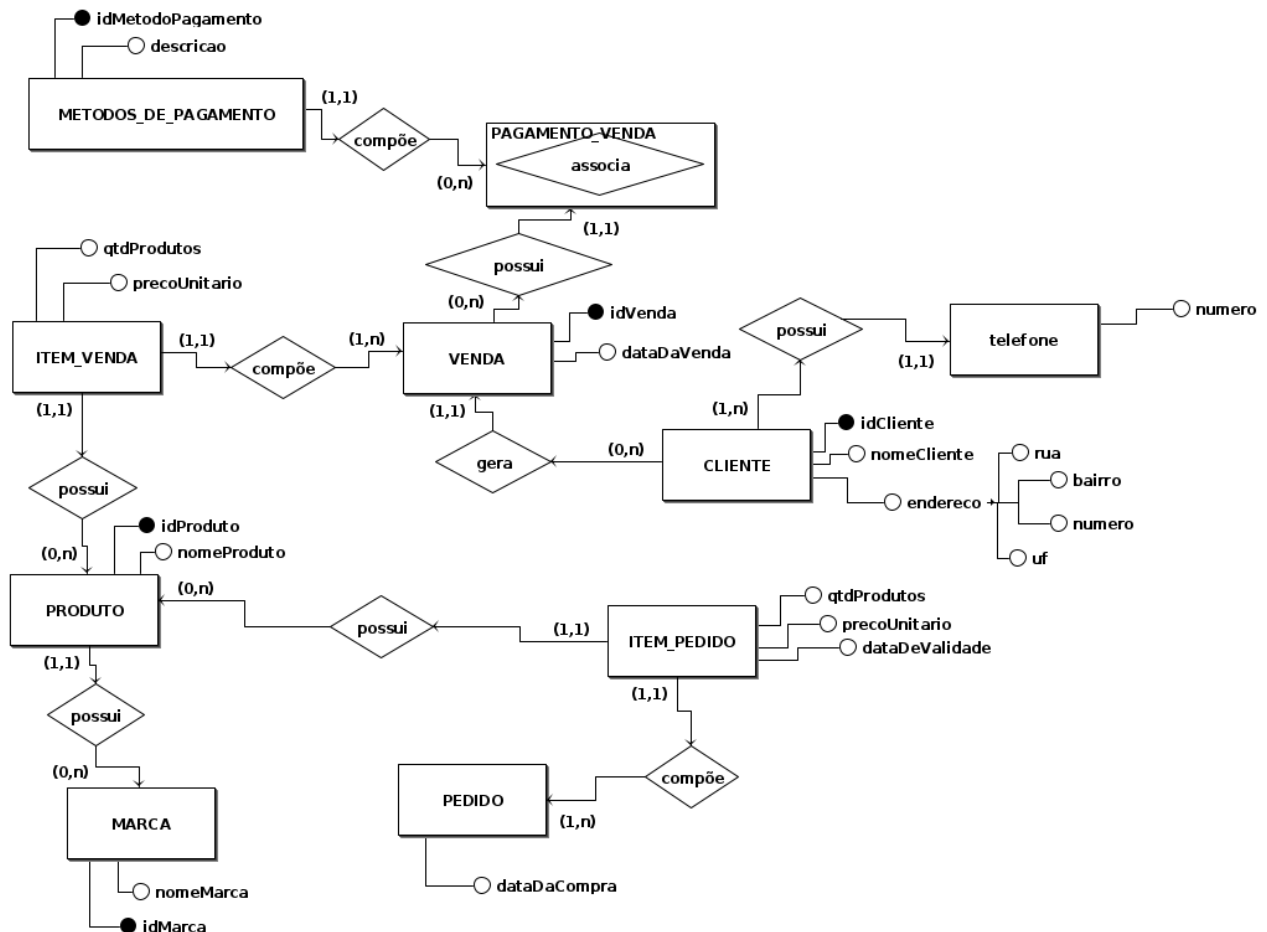 idMetodoPagamento
descricao
METODOS_DE_PAGAMENTO
(1,1)
compõe
(0,n)
PAGAMENTO_VENDA
associa
(1,1)
possui
(0,n)
qtdProdutos
precoUnitario
ITEM_VENDA
(1,1)
compõe
(1,n)
VENDA
idVenda
dataDaVenda
possui
(1,1)
telefone
numero
(1,n)
(1,1)
(1,1)
gera
(0,n)
CLIENTE
idCliente
nomeCliente
endereco
rua
bairro
numero
uf
possui
(0,n)
idProduto
nomeProduto
PRODUTO
(0,n)
possui
(1,1)
ITEM_PEDIDO
qtdProdutos
precoUnitario
dataDeValidade
(1,1)
possui
(0,n)
MARCA
nomeMarca
idMarca
(1,1)
compõe
(1,n)
PEDIDO
dataDaCompra